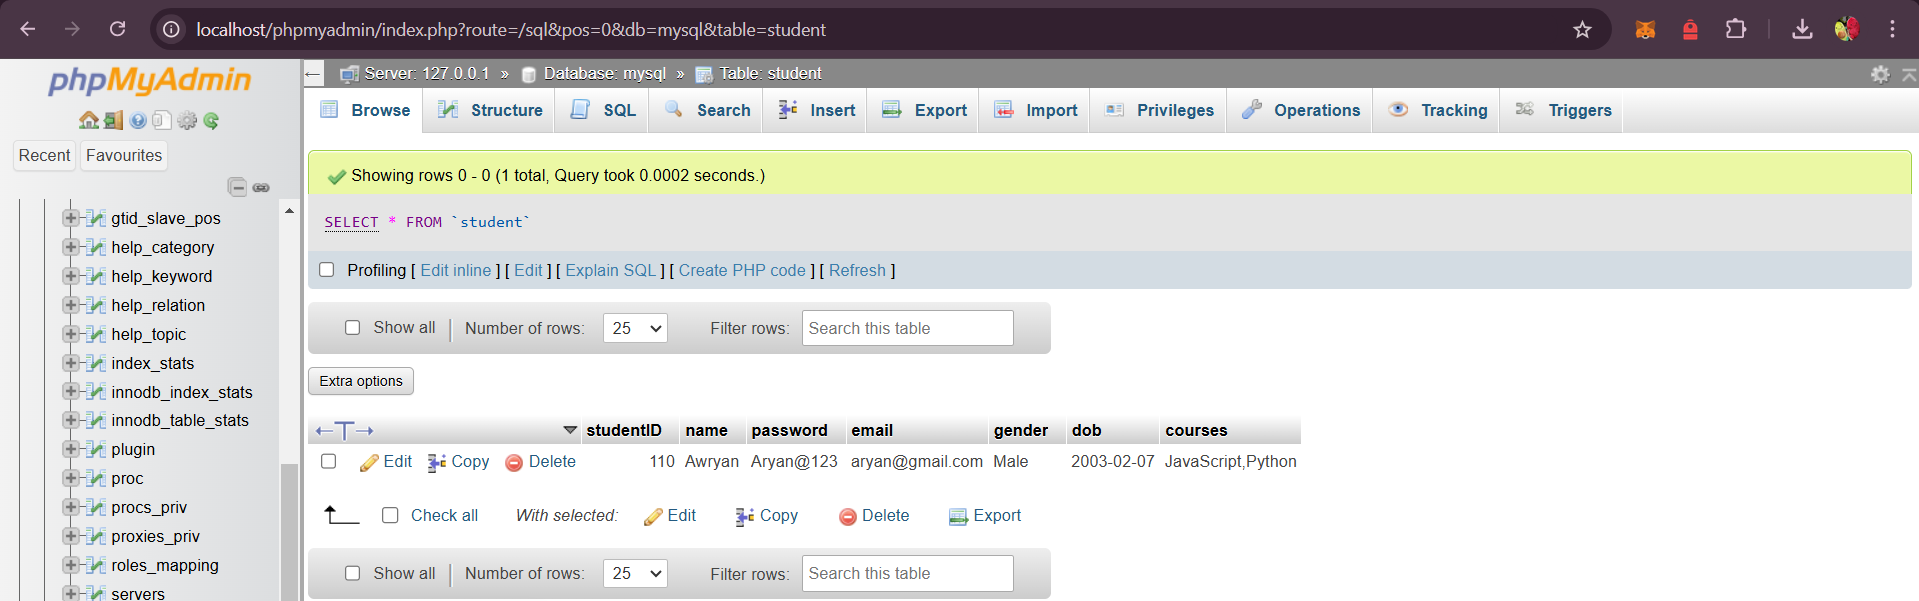 localhost/phpmyadmin/index.php?route=/sql&pos=0&db=mysql&table=student
phpMyAdmin
Recent Favourites
gtid_slave_pos
help_category
help_keyword
help_relation
help_topic
index_stats
innodb_index_stats
innodb_table_stats
plugin
proc
procs_priv
proxies_priv
roles_mapping
servers
Server: 127.0.0.1 » Database: mysql » Table: student
Browse Structure SQL Search Insert Export Import Privileges Operations Tracking Triggers
Showing rows 0 - 0 (1 total, Query took 0.0002 seconds.)
SELECT * FROM `student`
Profiling [ Edit inline ] [ Edit ] [ Explain SQL ] [ Create PHP code ] [ Refresh ]
Show all | Number of rows: 25 Filter rows: Search this table
Extra options
←T→ studentID name password email gender dob courses
Edit Copy Delete 110 Awryan Aryan@123 aryan@gmail.com Male 2003-02-07 JavaScript,Python
Check all With selected: Edit Copy Delete Export
Show all | Number of rows: 25 Filter rows: Search this table